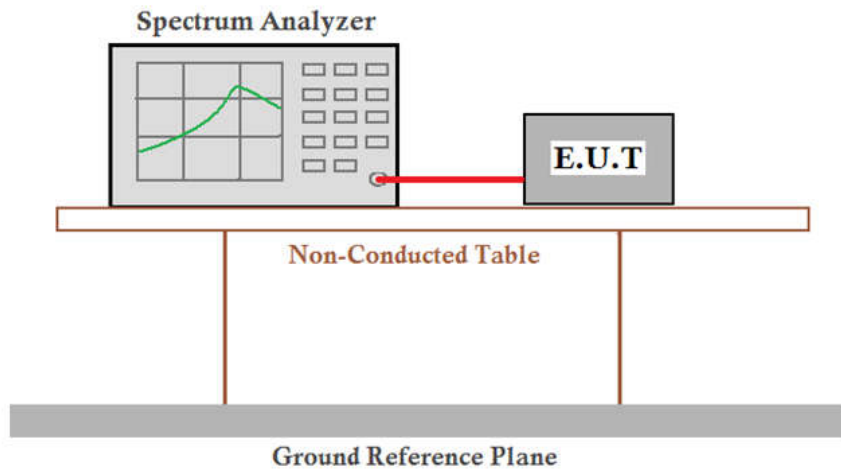 Spectrum Analyzer
E.U.T
Non-Conducted Table
Ground Reference Plane